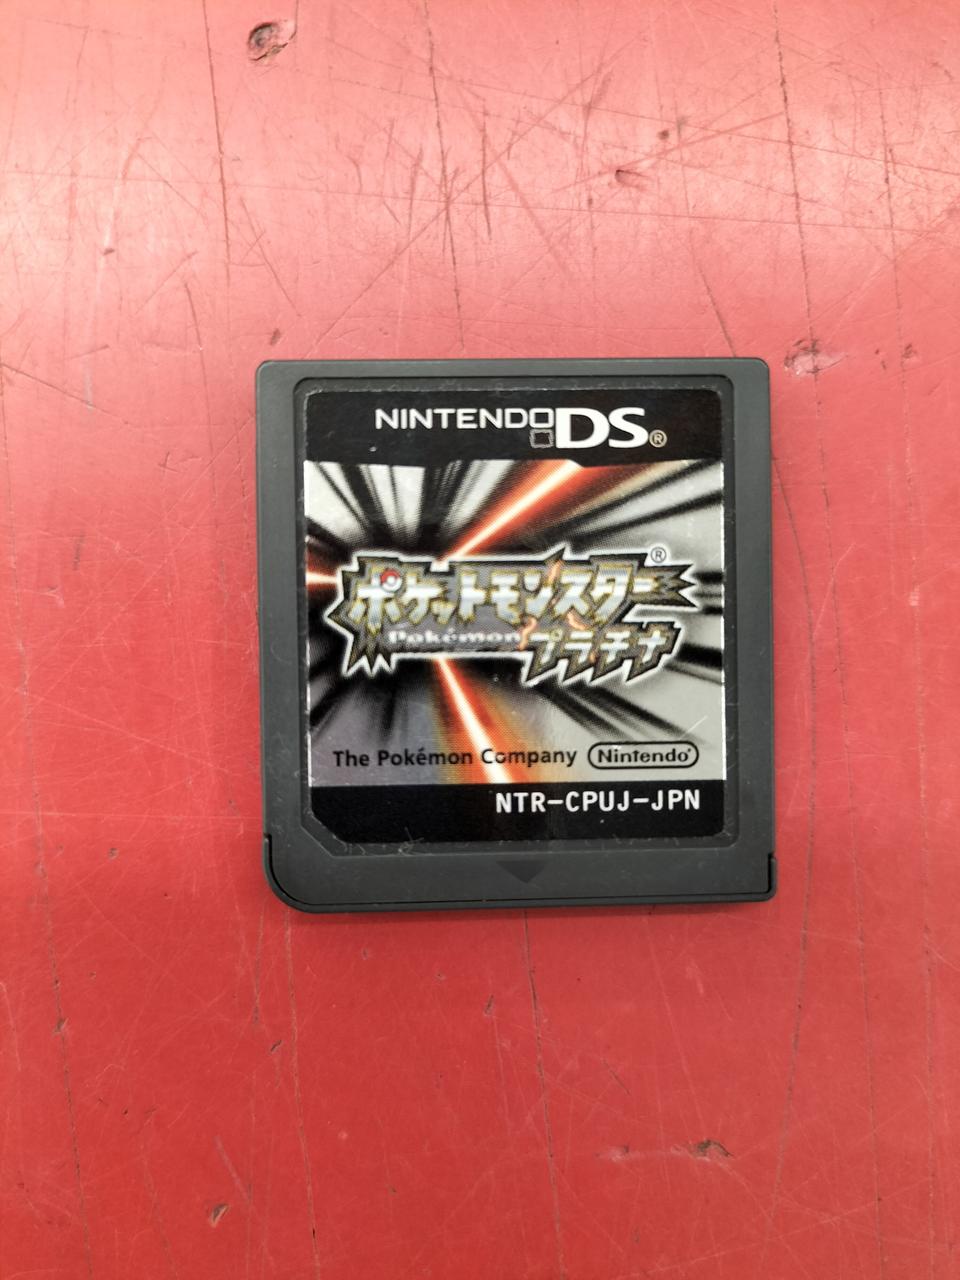 NINTENDO DS®
ポケットモンスター®
Pokémon プラチナ
The Pokémon Company Nintendo®
NTR-CPUJ-JPN